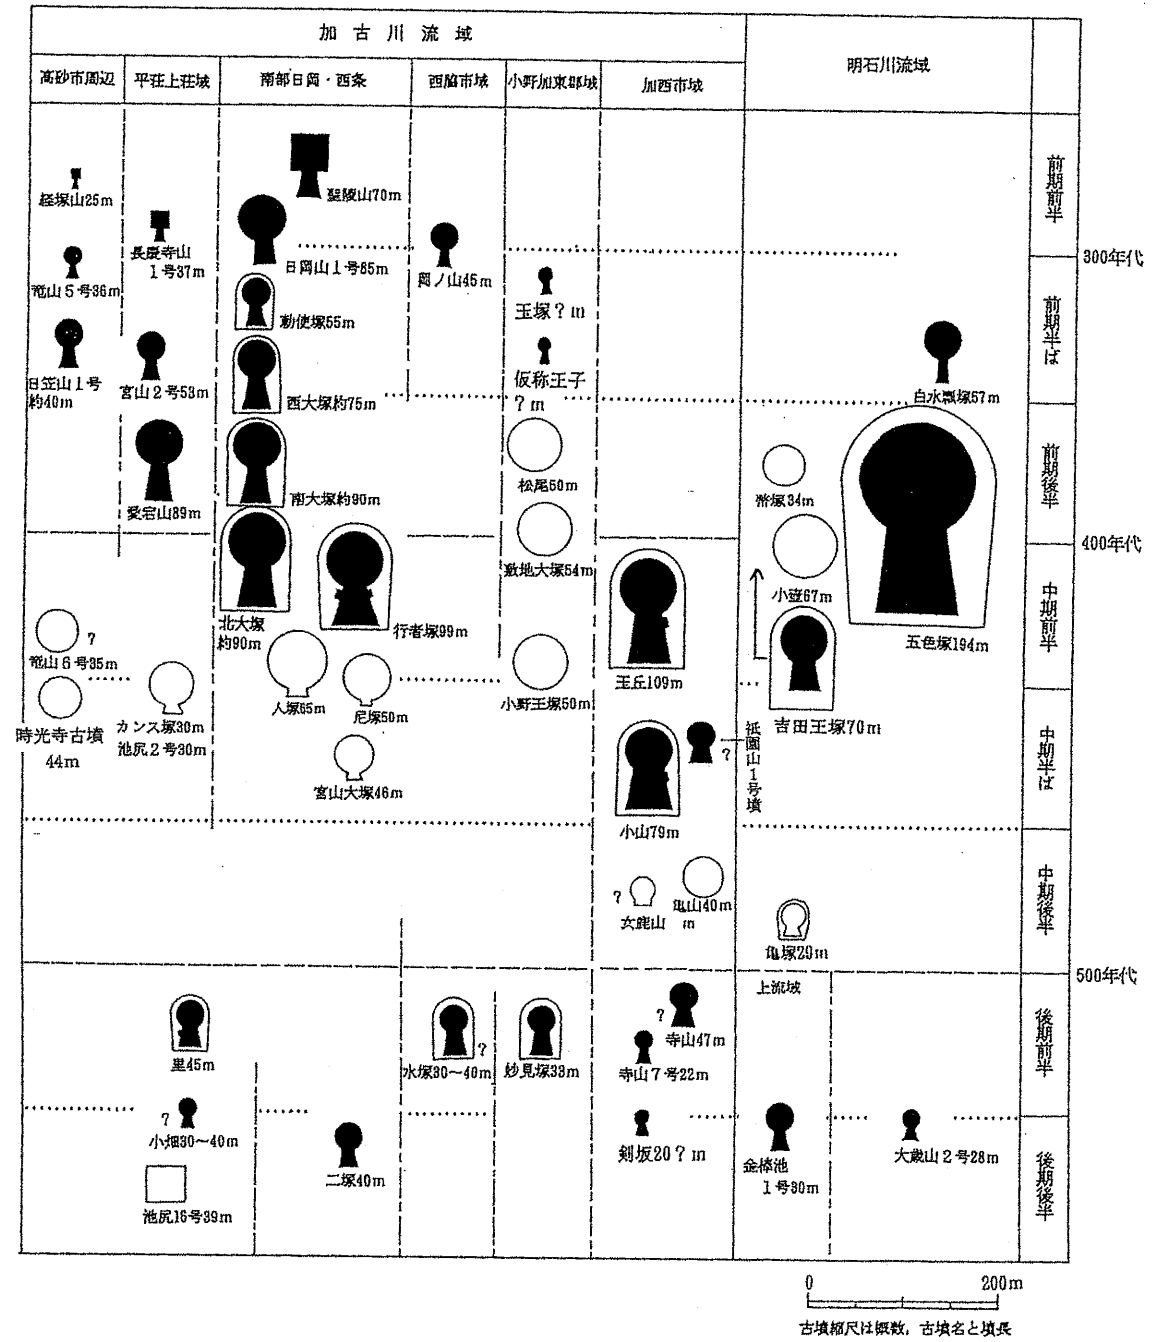 加古川流域
明石川流域
高砂市周辺
平荘上荘域
南部日岡・西条
西脇市域
小野加東郡域
加西市域
前期前半
300年代
前期半ば
前期後半
400年代
中期前半
中期半ば
中期後半
500年代
後期前半
後期後半
経塚山25m
竜山5号36m
日笠山1号
約40m
竜山6号35m
?
時光寺古墳
44m
長慶寺山
1号37m
宮山2号53m
愛宕山89m
カンス塚30m
池尻2号30m
聖陵山70m
日岡山1号85m
勅使塚55m
西大塚約75m
南大塚約90m
北大塚
約90m
行者塚99m
人塚65m
尼塚50m
宮山大塚46m
岡ノ山45m
玉塚?m
仮称王子
?m
松尾60m
敷地大塚54m
小野王塚50m
玉丘109m
小山79m
?
祗園山1号墳
?
女鹿山
亀山40m
m
白水瓢塚57m
幣塚34m
小壺67m
五色塚194m
吉田王塚70m
亀塚29m
上流域
里45m
?
小畑30〜40m
池尻16号39m
二塚40m
水塚30〜40m
?
妙見塚33m
?
寺山47m
寺山7号22m
剣坂20?m
金棒池
1号30m
大歳山2号28m
0
200m
古墳縮尺は概数，古墳名と墳長